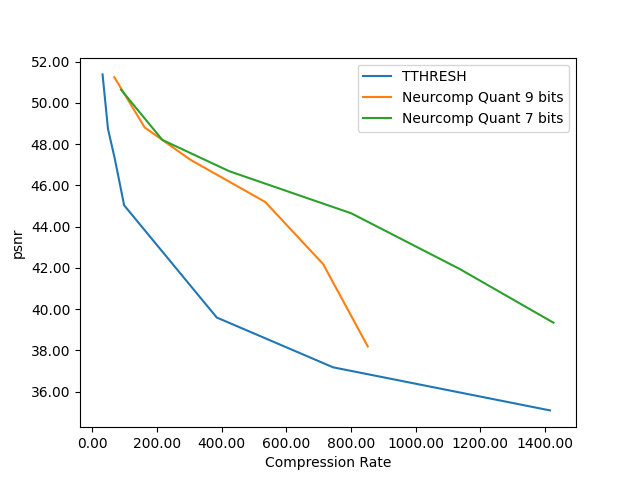 52.00
50.00
48.00
46.00
44.00
42.00
40.00
38.00
36.00
psnr
0.00 200.00 400.00 600.00 800.00 1000.00 1200.00 1400.00
Compression Rate
TTHRESH
Neurcomp Quant 9 bits
Neurcomp Quant 7 bits